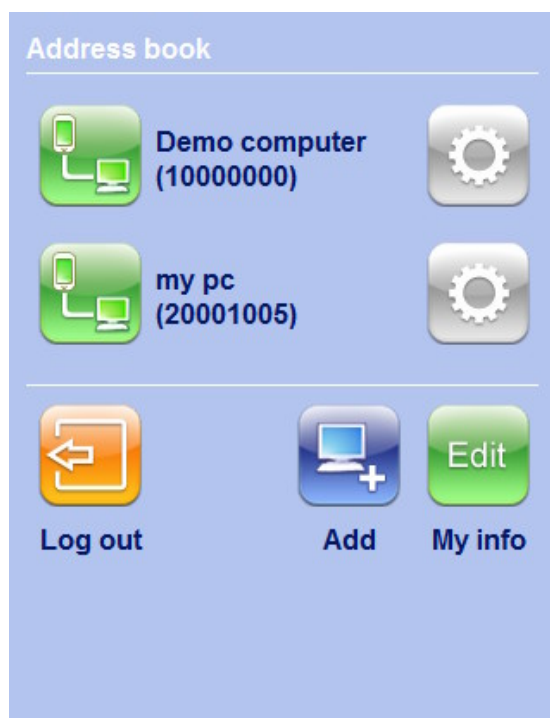 Address book
Demo computer
(10000000)
my pc
(20001005)
Edit
Log out
Add
My info